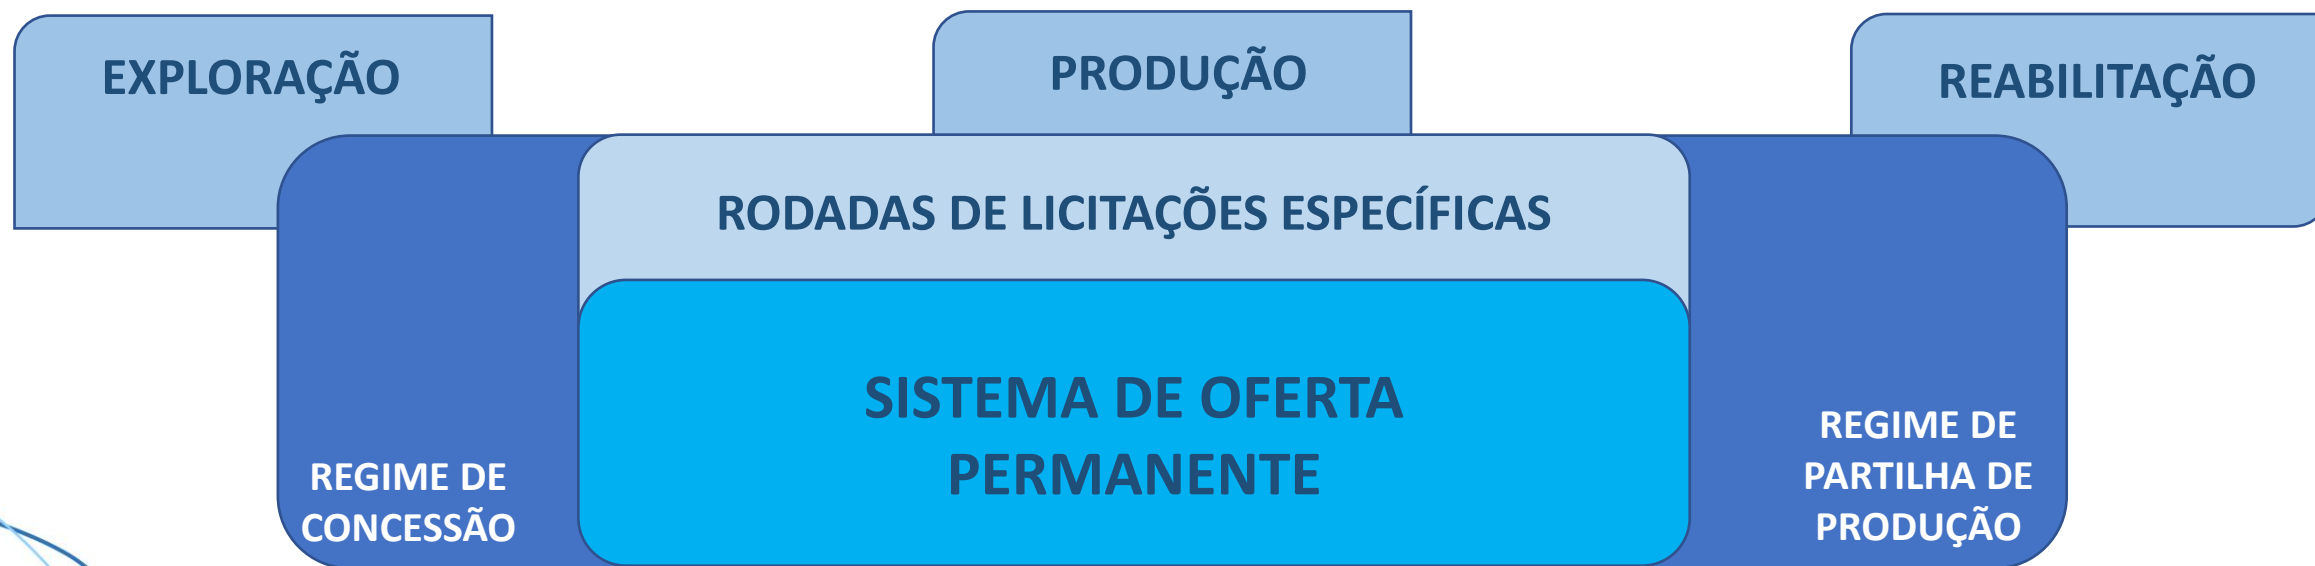 EXPLORAÇÃO
PRODUÇÃO
REABILITAÇÃO
RODADAS DE LICITAÇÕES ESPECÍFICAS
SISTEMA DE OFERTA
PERMANENTE
REGIME DE
CONCESSÃO
REGIME DE
PARTILHA DE
PRODUÇÃO